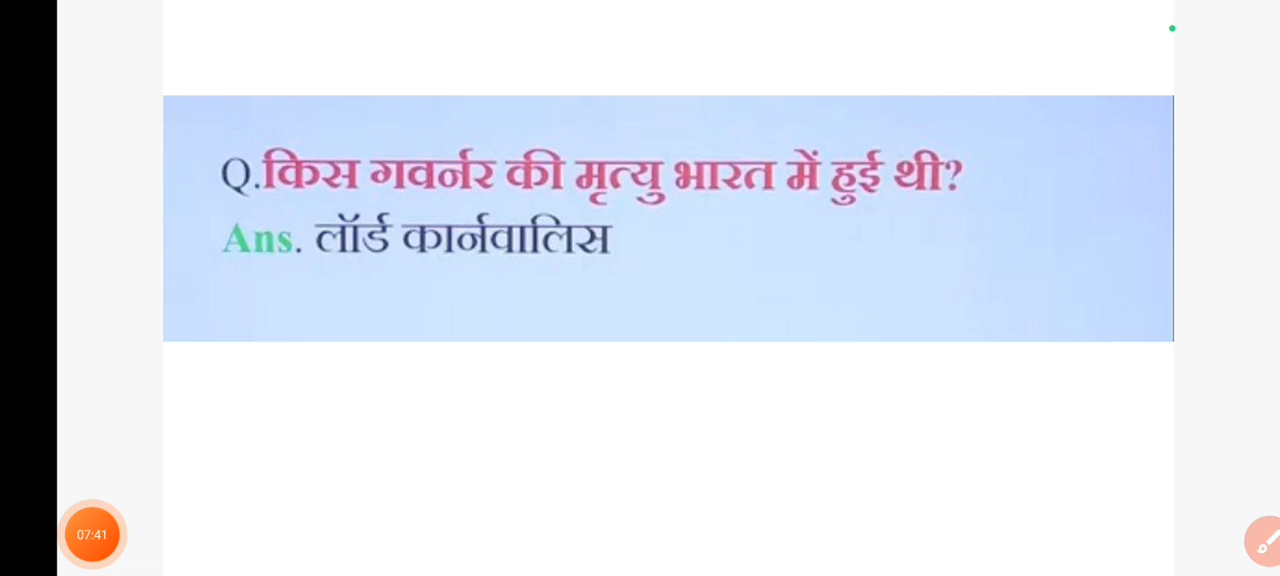 Q.किस गवर्नर की मृत्यु भारत में हुई थी?
Ans. लॉर्ड कार्नवालिस
07:41